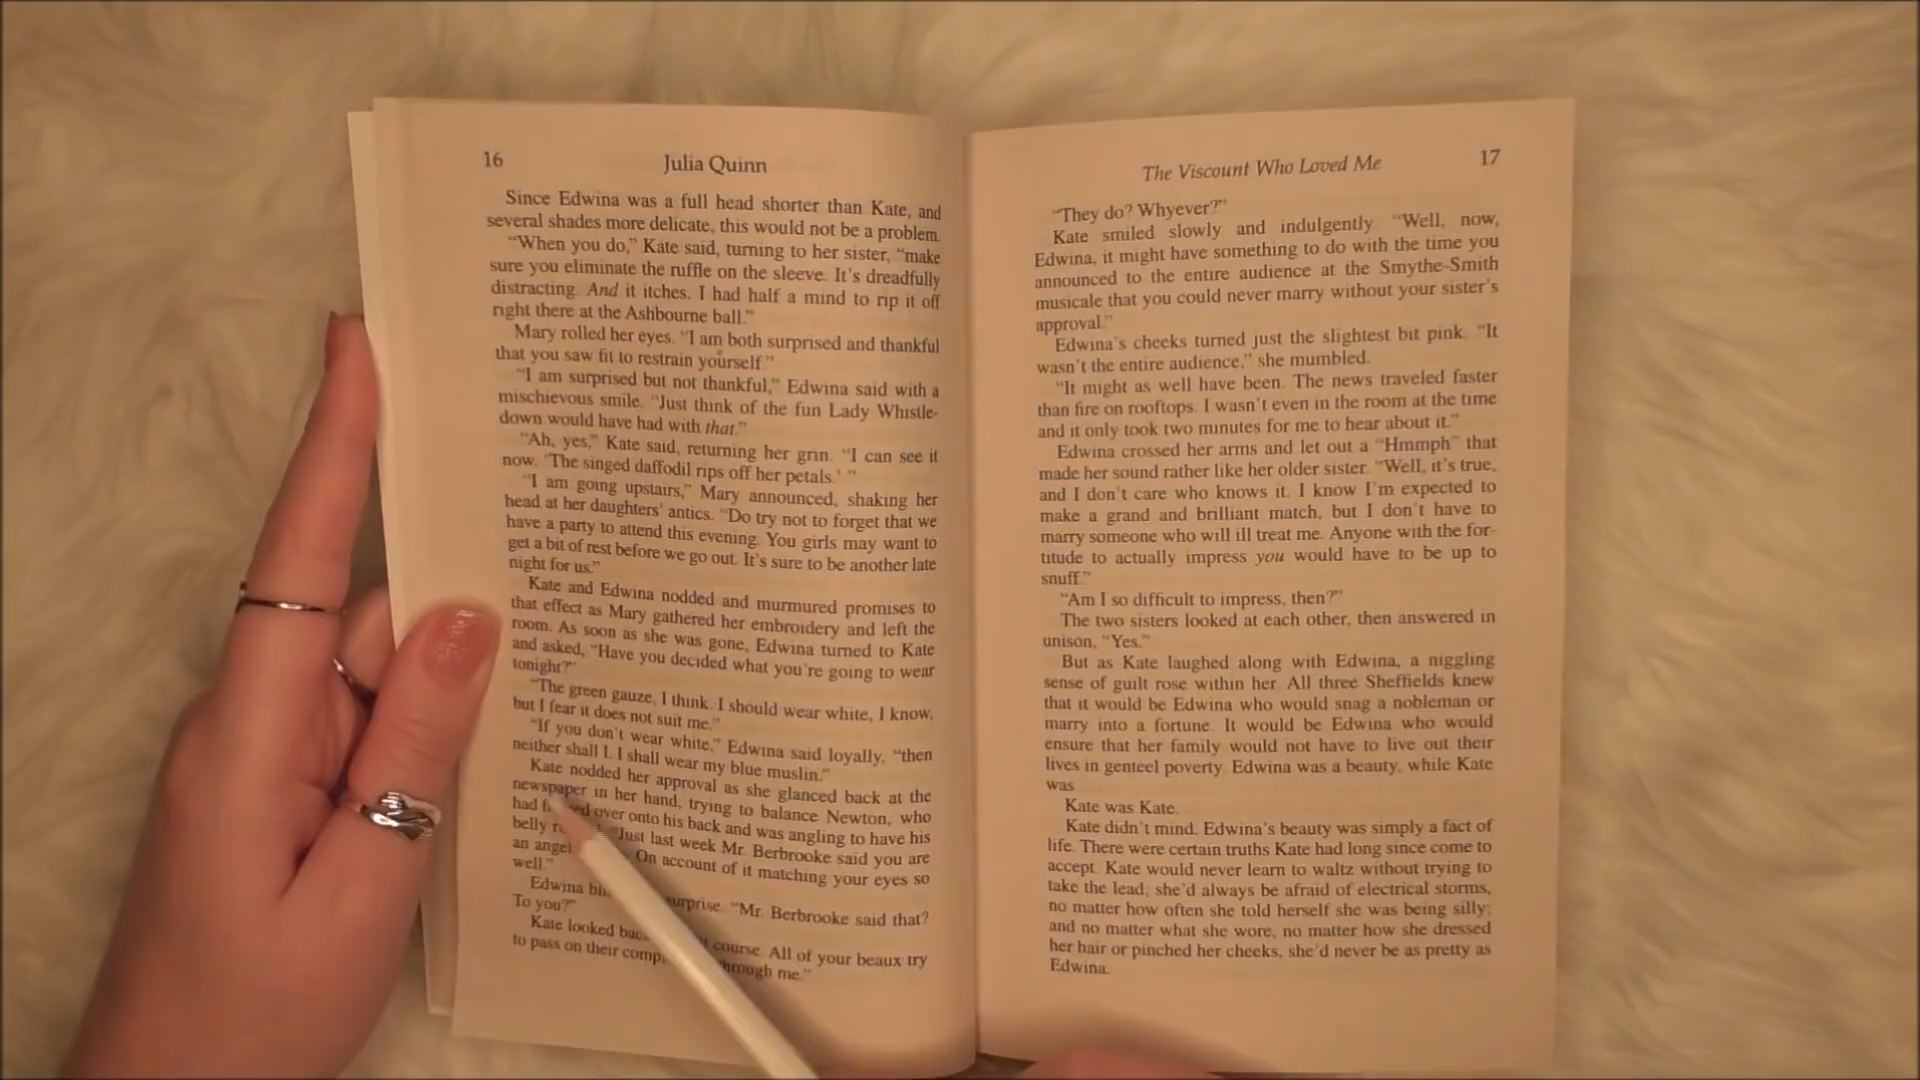 16
Julia Quinn
Since Edwina was a full head shorter than Kate, and
several shades more delicate, this would not be a problem.
“When you do,” Kate said, turning to her sister, “make
sure you eliminate the ruffle on the sleeve. It’s dreadfully
distracting. And it itches. I had half a mind to rip it off
right there at the Ashbourne ball.”
Mary rolled her eyes. “I am both surprised and thankful
that you saw fit to restrain yourself.”
“I am surprised but not thankful,” Edwina said with a
mischievous smile. “Just think of the fun Lady Whistle-
down would have had with that.”
“Ah, yes,” Kate said, returning her grin. “I can see it
now. ‘The singed daffodil rips off her petals.’ ”
“I am going upstairs,” Mary announced, shaking her
head at her daughters’ antics. “Do try not to forget that we
have a party to attend this evening. You girls may want to
get a bit of rest before we go out. It’s sure to be another late
night for us.”
Kate and Edwina nodded and murmured promises to
that effect as Mary gathered her embroidery and left the
room. As soon as she was gone, Edwina turned to Kate
and asked, “Have you decided what you’re going to wear
tonight?”
“The green gauze, I think. I should wear white, I know,
but I fear it does not suit me.”
“If you don’t wear white,” Edwina said loyally, “then
neither shall I. I shall wear my blue muslin.”
Kate nodded her approval as she glanced back at the
newspaper in her hand, trying to balance Newton, who
had over onto his back and was angling to have his
belly “Just last week Mr. Berbrooke said you are
an angel On account of it matching your eyes so
well.”
Edwina surprise. “Mr. Berbrooke said that?
To you?”
Kate looked course. All of your beaux try
to pass on their through me.”
The Viscount Who Loved Me
17
“They do? Whyever?”
Kate smiled slowly and indulgently. “Well, now,
Edwina, it might have something to do with the time you
announced to the entire audience at the Smythe-Smith
musicale that you could never marry without your sister’s
approval.”
Edwina’s cheeks turned just the slightest bit pink. “It
wasn’t the entire audience,” she mumbled.
“It might as well have been. The news traveled faster
than fire on rooftops. I wasn’t even in the room at the time
and it only took two minutes for me to hear about it.”
Edwina crossed her arms and let out a “Hmmph” that
made her sound rather like her older sister. “Well, it’s true,
and I don’t care who knows it. I know I’m expected to
make a grand and brilliant match, but I don’t have to
marry someone who will ill treat me. Anyone with the for-
titude to actually impress you would have to be up to
snuff.”
“Am I so difficult to impress, then?”
The two sisters looked at each other, then answered in
unison, “Yes.”
But as Kate laughed along with Edwina, a niggling
sense of guilt rose within her. All three Sheffields knew
that it would be Edwina who would snag a nobleman or
marry into a fortune. It would be Edwina who would
ensure that her family would not have to live out their
lives in genteel poverty. Edwina was a beauty, while Kate
was
Kate was Kate.
Kate didn’t mind. Edwina’s beauty was simply a fact of
life. There were certain truths Kate had long since come to
accept. Kate would never learn to waltz without trying to
take the lead; she’d always be afraid of electrical storms,
no matter how often she told herself she was being silly;
and no matter what she wore, no matter how she dressed
her hair or pinched her cheeks, she’d never be as pretty as
Edwina.